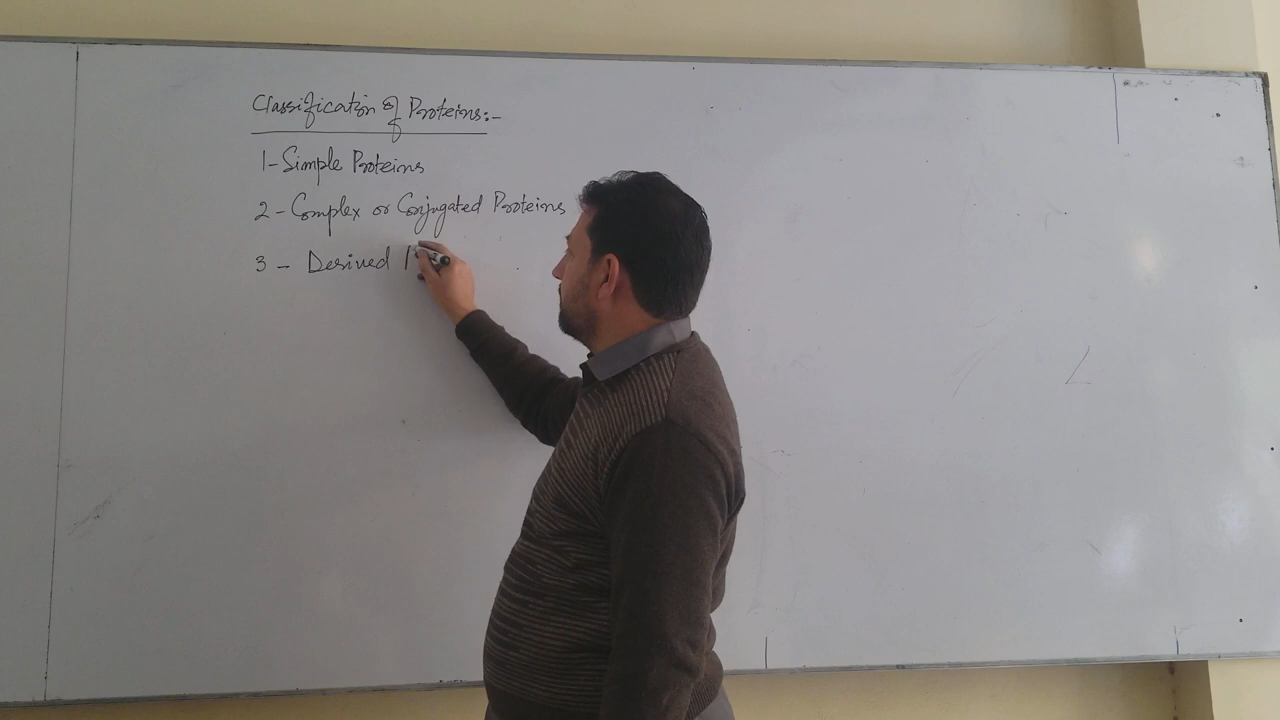 Classification of Proteins:-
1- Simple Proteins
2- Complex or Conjugated Proteins
3 - Derived